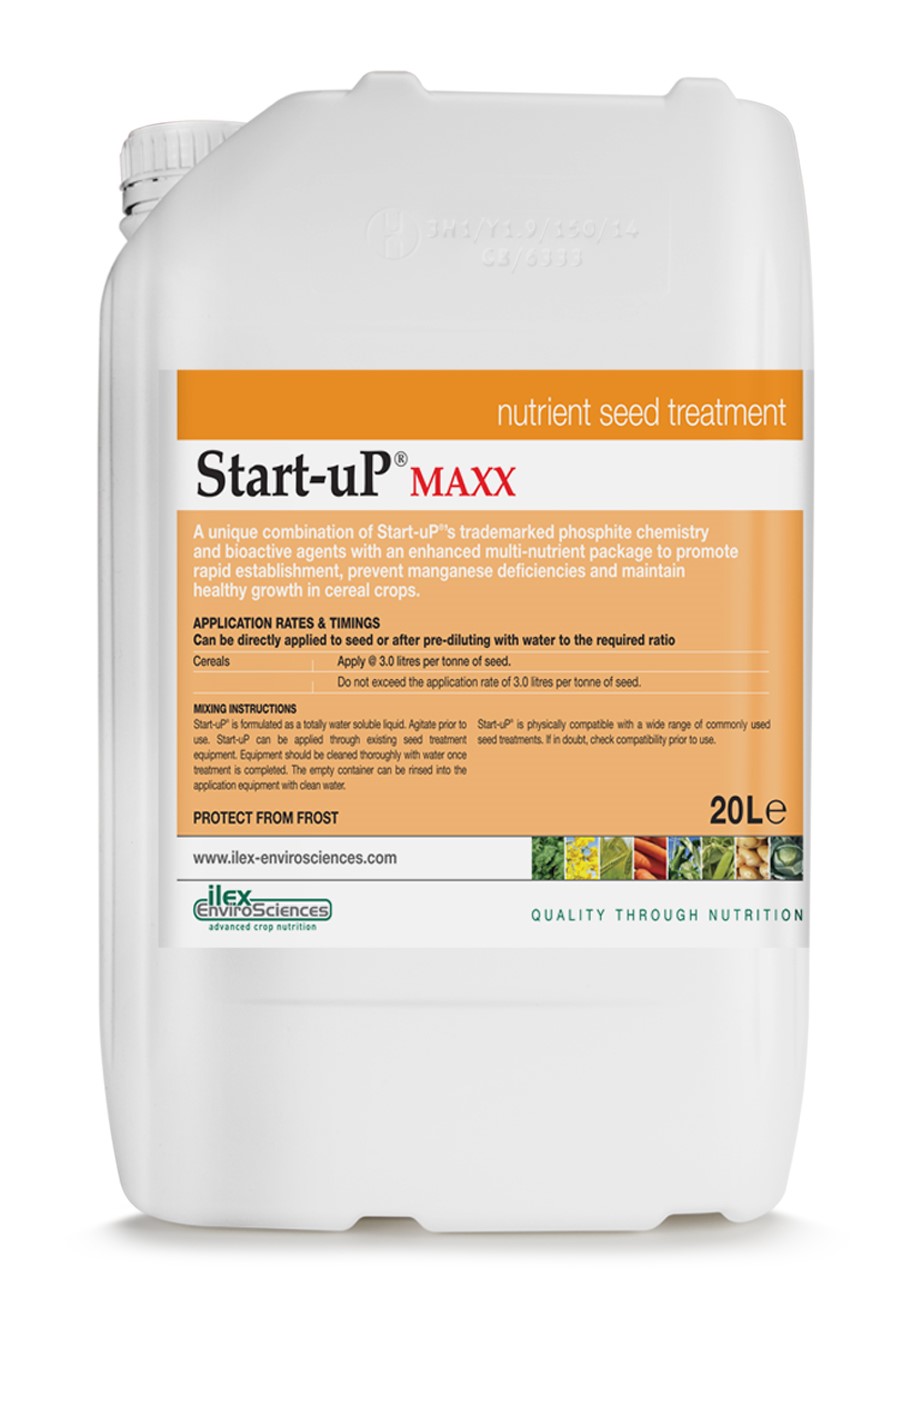 3H1/Y1.9/150/14
nutrient seed treatment
Start-uP® MAXX
A unique combination of Start-uP®'s trademarked phosphite chemistry
and bioactive agents with an enhanced multi-nutrient package to promote
rapid establishment, prevent manganese deficiencies and maintain
healthy growth in cereal crops.
APPLICATION RATES & TIMINGS
Can be directly applied to seed or after pre-diluting with water to the required ratio
Cereals Apply @ 3.0 litres per tonne of seed.
Do not exceed the application rate of 3.0 litres per tonne of seed.
MIXING INSTRUCTIONS
Start-uP® is formulated as a totally water soluble liquid. Agitate prior to
use. Start-uP can be applied through existing seed treatment
equipment. Equipment should be cleaned thoroughly with water once
treatment is completed. The empty container can be rinsed into the
application equipment with clean water.
Start-uP® is physically compatible with a wide range of commonly used
seed treatments. If in doubt, check compatibility prior to use.
PROTECT FROM FROST
20L℮
www.ilex-envirosciences.com
ilex
EnviroSciences
advanced crop nutrition
QUALITY THROUGH NUTRITION